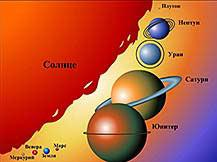 Плутон
Нептун
Уран
Сатурн
Солнце
Юпитер
Марс
Венера
Земля
Меркурий